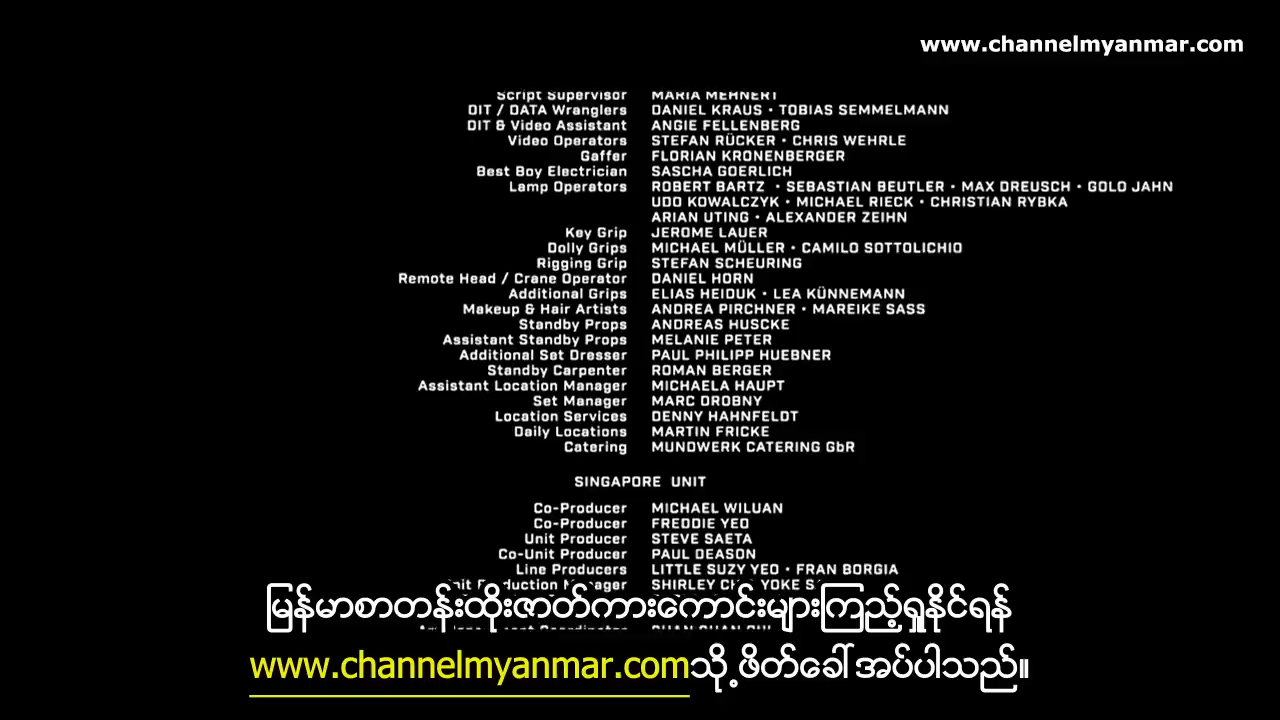 www.channelmyanmar.com
Script Supervisor MARIA MEHNERT
DIT / DATA Wranglers DANIEL KRAUS • TOBIAS SEMMELMANN
DIT & Video Assistant ANGIE FELLENBERG
Video Operators STEFAN RÜCKER • CHRIS WEHRLE
Gaffer FLORIAN KRONENBERGER
Best Boy Electrician SASCHA GOERLICH
Lamp Operators ROBERT BARTZ • SEBASTIAN BEUTLER • MAX DREUSCH • GOLO JAHN
UDO KOWALCZYK • MICHAEL RIECK • CHRISTIAN RYBKA
ARIAN UTING • ALEXANDER ZEIHN
Key Grip JEROME LAUER
Dolly Grips MICHAEL MÜLLER • CAMILO SOTTOLICHIO
Rigging Grip STEFAN SCHEURING
Remote Head / Crane Operator DANIEL HORN
Additional Grips ELIAS HEIDUK • LEA KÜNNEMANN
Makeup & Hair Artists ANDREA PIRCHNER • MAREIKE SASS
Standby Props ANDREAS HUSCKE
Assistant Standby Props MELANIE PETER
Additional Set Dresser PAUL PHILIPP HUEBNER
Standby Carpenter ROMAN BERGER
Assistant Location Manager MICHAELA HAUPT
Set Manager MARC DROBNY
Location Services DENNY HAHNFELDT
Daily Locations MARTIN FRICKE
Catering MUNDWERK CATERING GbR
SINGAPORE UNIT
Co-Producer MICHAEL WILUAN
Co-Producer FREDDIE YEO
Unit Producer STEVE SAETA
Co-Unit Producer PAUL DEASON
Line Producers LITTLE SUZY YEO • FRAN BORGIA
Unit Production Manager SHIRLEY YOKE
မြန်မာစာတန်းထိုးဇာတ်ကားကောင်းများကြည့်ရှုနိုင်ရန်
www.channelmyanmar.comသို့ဖိတ်ခေါ်အပ်ပါသည်။